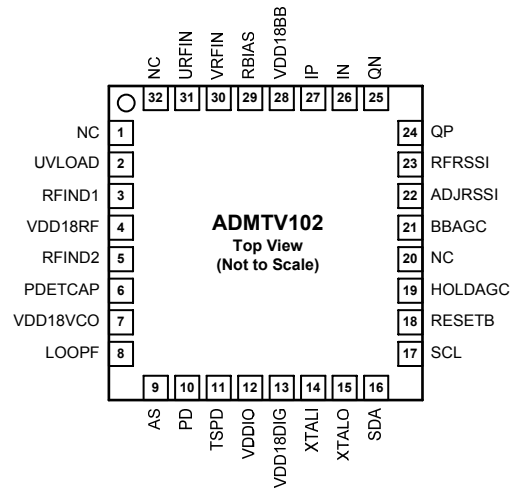 NC
URFIN
VRFIN
RBIAS
VDD18BB
IP
IN
QN
32 31 30 29 28 27 26 25
NC 1
UVLOAD 2
RFIND1 3
VDD18RF 4
RFIND2 5
PDETCAP 6
VDD18VCO 7
LOOPF 8
ADMTV102
Top View
(Not to Scale)
24 QP
23 RFRSSI
22 ADJRSSI
21 BBAGC
20 NC
19 HOLDAGC
18 RESETB
17 SCL
9 10 11 12 13 14 15 16
AS
PD
TSPD
VDDIO
VDD18DIG
XTALI
XTALO
SDA